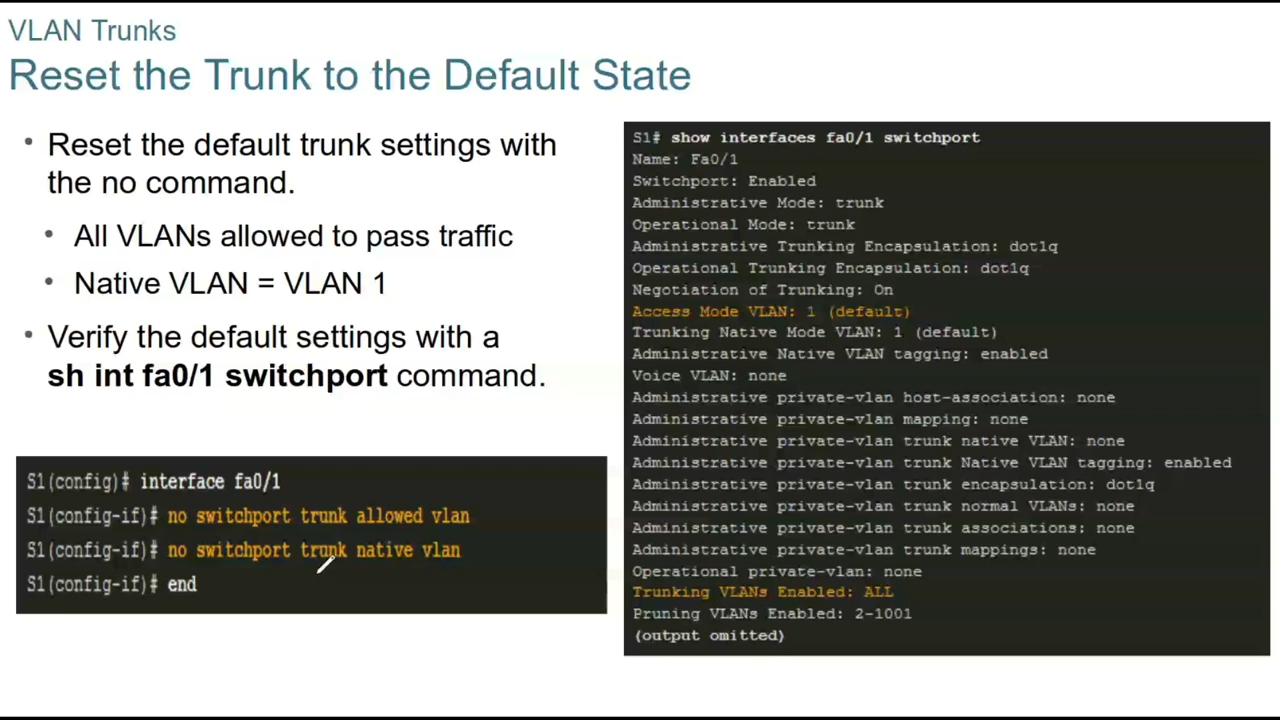 VLAN Trunks
Reset the Trunk to the Default State
• Reset the default trunk settings with
the no command.
• All VLANs allowed to pass traffic
• Native VLAN = VLAN 1
• Verify the default settings with a
sh int fa0/1 switchport command.
S1(config)# interface fa0/1
S1(config-if)# no switchport trunk allowed vlan
S1(config-if)# no switchport trunk native vlan
S1(config-if)# end
S1# show interfaces fa0/1 switchport
Name: Fa0/1
Switchport: Enabled
Administrative Mode: trunk
Operational Mode: trunk
Administrative Trunking Encapsulation: dot1q
Operational Trunking Encapsulation: dot1q
Negotiation of Trunking: On
Access Mode VLAN: 1 (default)
Trunking Native Mode VLAN: 1 (default)
Administrative Native VLAN tagging: enabled
Voice VLAN: none
Administrative private-vlan host-association: none
Administrative private-vlan mapping: none
Administrative private-vlan trunk native VLAN: none
Administrative private-vlan trunk Native VLAN tagging: enabled
Administrative private-vlan trunk encapsulation: dot1q
Administrative private-vlan trunk normal VLANs: none
Administrative private-vlan trunk associations: none
Administrative private-vlan trunk mappings: none
Operational private-vlan: none
Trunking VLANs Enabled: ALL
Pruning VLANs Enabled: 2-1001
(output omitted)